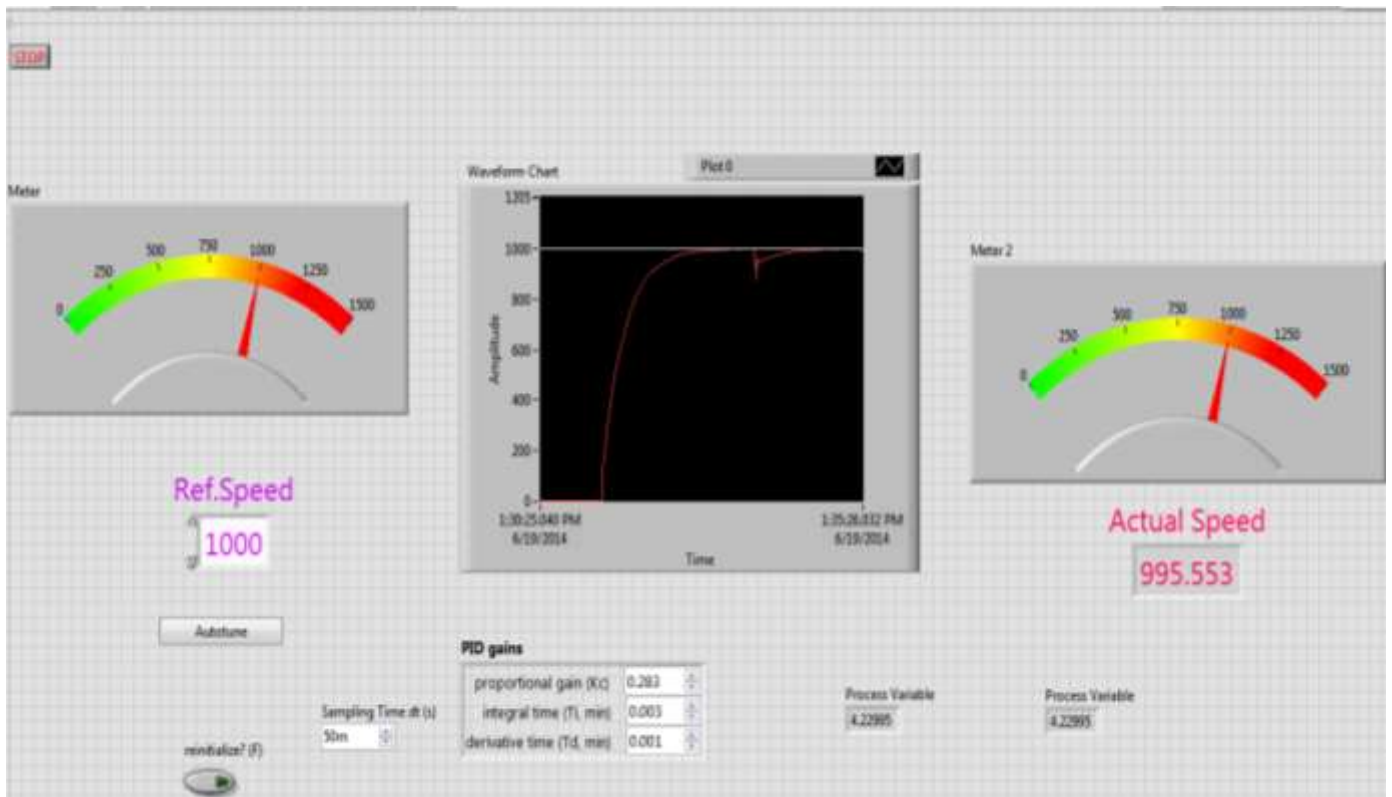 STOP
Waveform Chart
Plot 0
Meter
0
250
500
750
1000
1250
1500
1205
1000
800
600
400
200
0
Amplitude
1:30:25.040 PM
6/19/2014
1:35:26.032 PM
6/19/2014
Time
Meter 2
0
250
500
750
1000
1250
1500
Ref.Speed
1000
Actual Speed
995.553
Autotune
PID gains
proportional gain (Kc) 0.283
integral time (Ti, min) 0.003
derivative time (Td, min) 0.001
Sampling Time dt (s)
50m
reinitialize? (F)
Process Variable
4.22985
Process Variable
4.22985